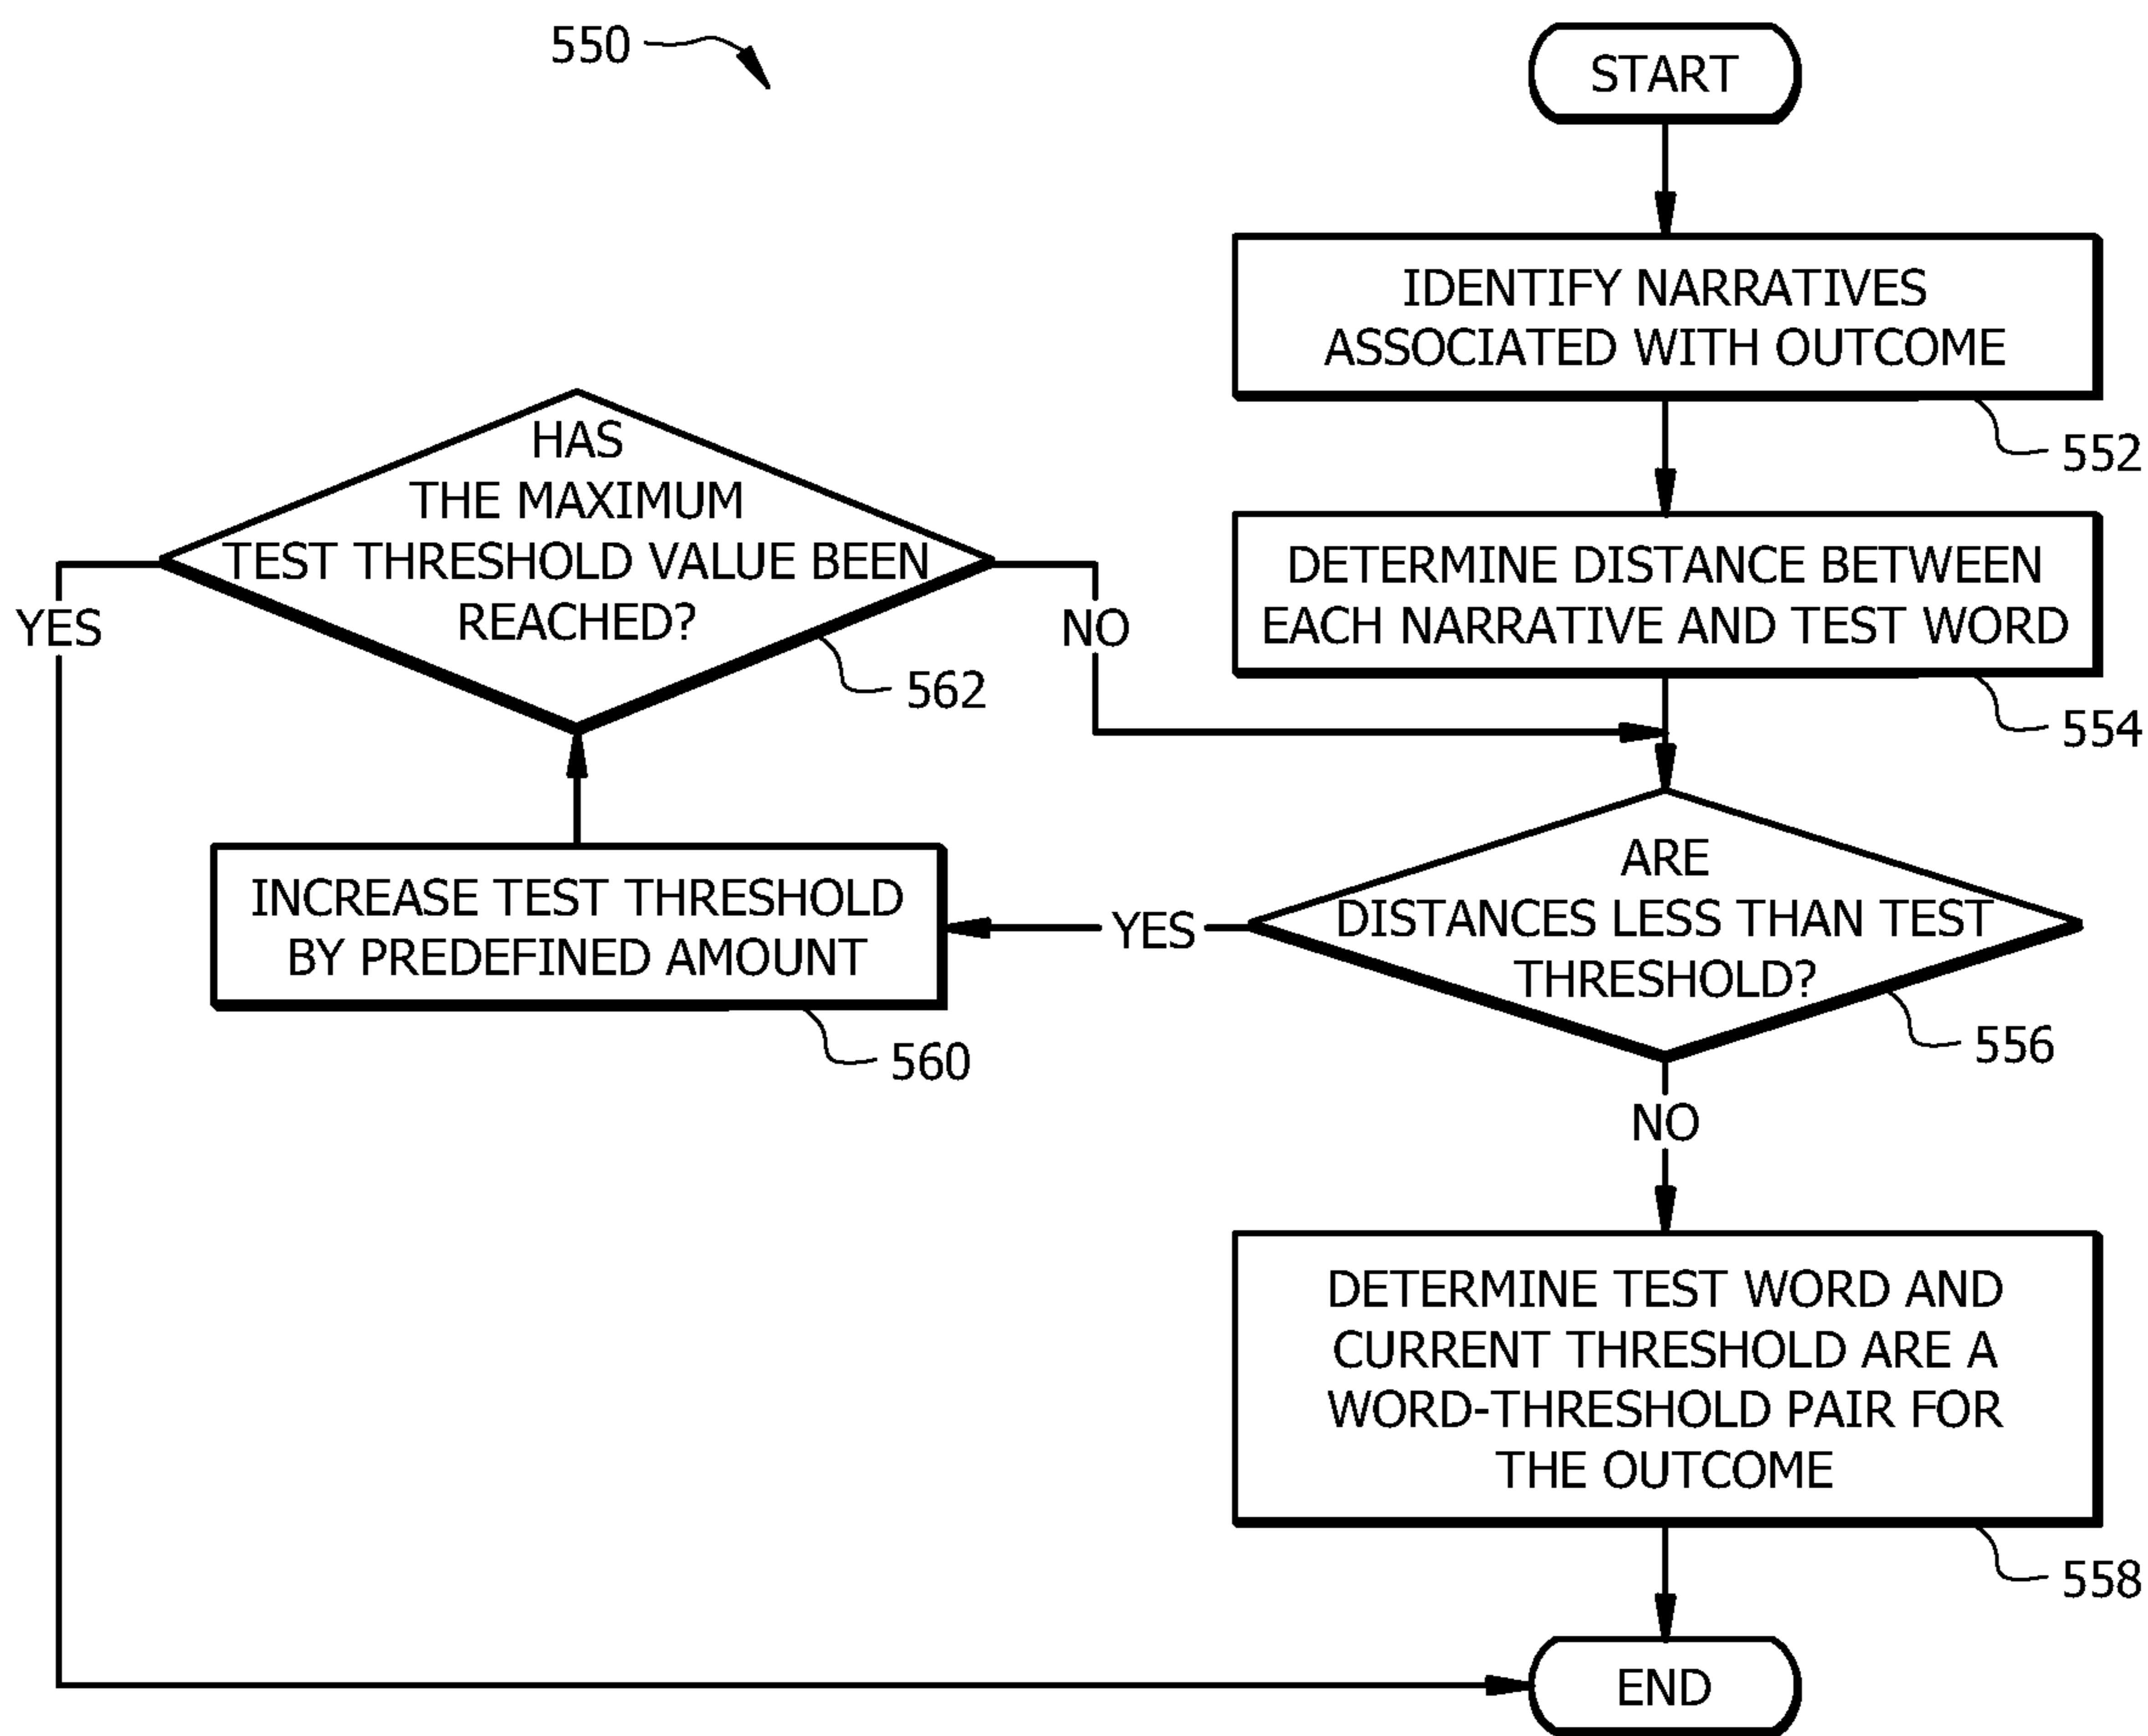 550
START
IDENTIFY NARRATIVES
ASSOCIATED WITH OUTCOME
552
DETERMINE DISTANCE BETWEEN
EACH NARRATIVE AND TEST WORD
554
ARE
DISTANCES LESS THAN TEST
THRESHOLD?
556
YES
NO
INCREASE TEST THRESHOLD
BY PREDEFINED AMOUNT
560
HAS
THE MAXIMUM
TEST THRESHOLD VALUE BEEN
REACHED?
562
YES
NO
DETERMINE TEST WORD AND
CURRENT THRESHOLD ARE A
WORD-THRESHOLD PAIR FOR
THE OUTCOME
558
END